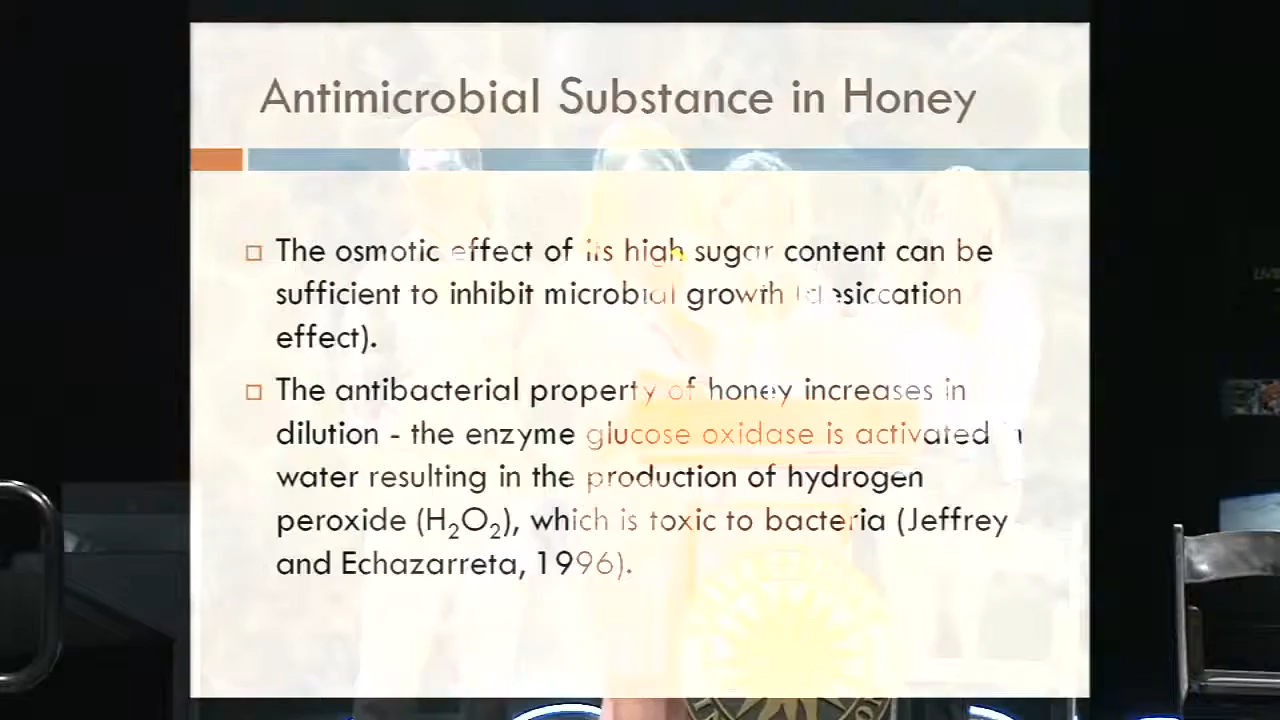 Antimicrobial Substance in Honey
The osmotic effect of its high sugar content can be
sufficient to inhibit microbial growth (desiccation
effect).
The antibacterial property of honey increases in
dilution - the enzyme glucose oxidase is activated in
water resulting in the production of hydrogen
peroxide (H₂O₂), which is toxic to bacteria (Jeffrey
and Echazarreta, 1996).